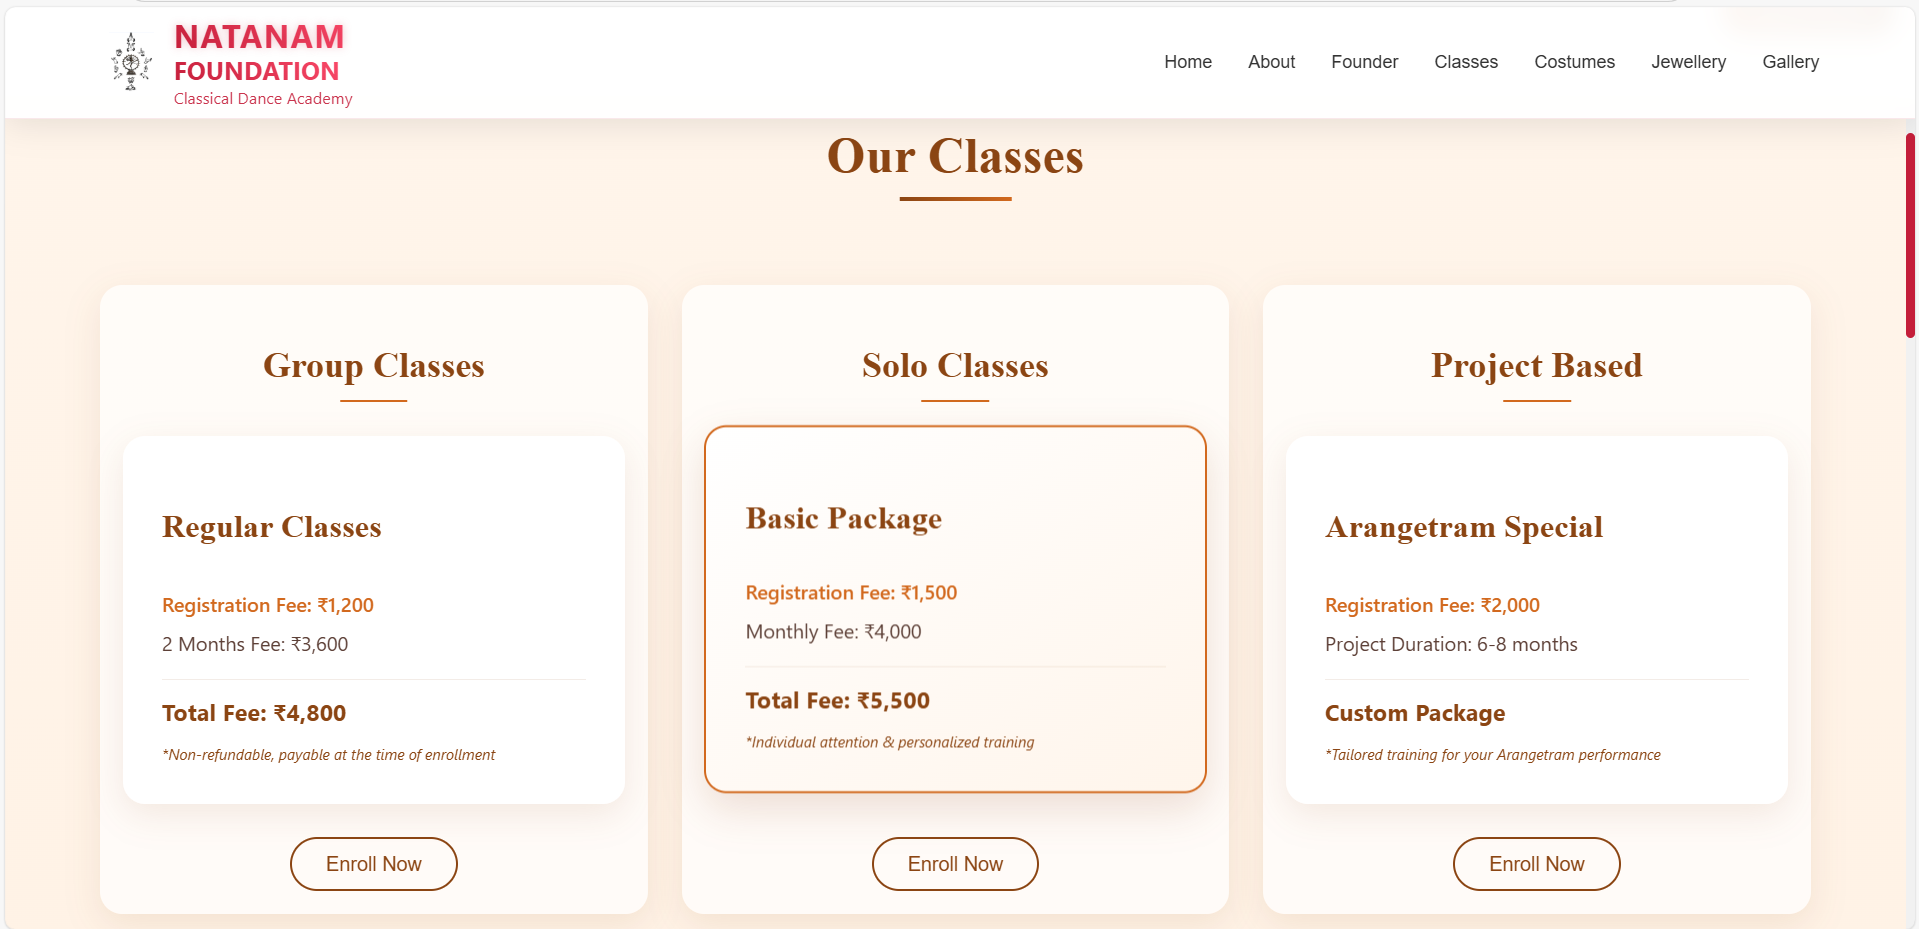 NATANAM
FOUNDATION
Classical Dance Academy
Home About Founder Classes Costumes Jewellery Gallery
Our Classes
Group Classes
Regular Classes
Registration Fee: ₹1,200
2 Months Fee: ₹3,600
Total Fee: ₹4,800
*Non-refundable, payable at the time of enrollment
Enroll Now
Solo Classes
Basic Package
Registration Fee: ₹1,500
Monthly Fee: ₹4,000
Total Fee: ₹5,500
*Individual attention & personalized training
Enroll Now
Project Based
Arangetram Special
Registration Fee: ₹2,000
Project Duration: 6-8 months
Custom Package
*Tailored training for your Arangetram performance
Enroll Now